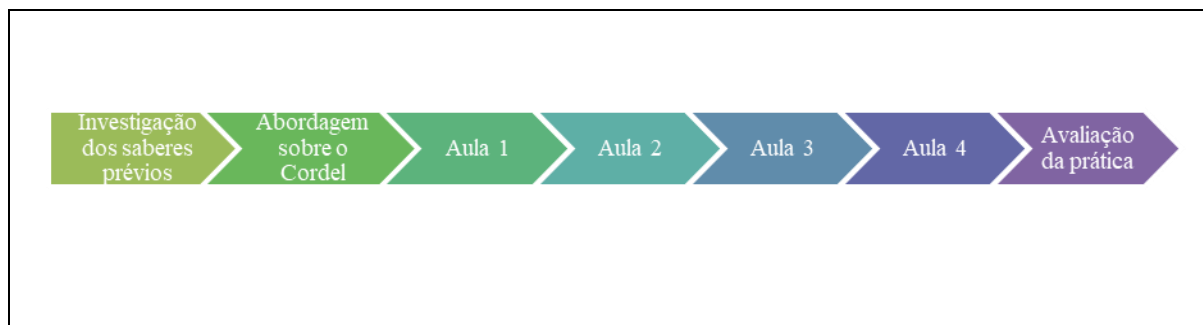 Investigação
dos saberes
prévios
Abordagem
sobre o
Cordel
Aula 1
Aula 2
Aula 3
Aula 4
Avaliação
da prática